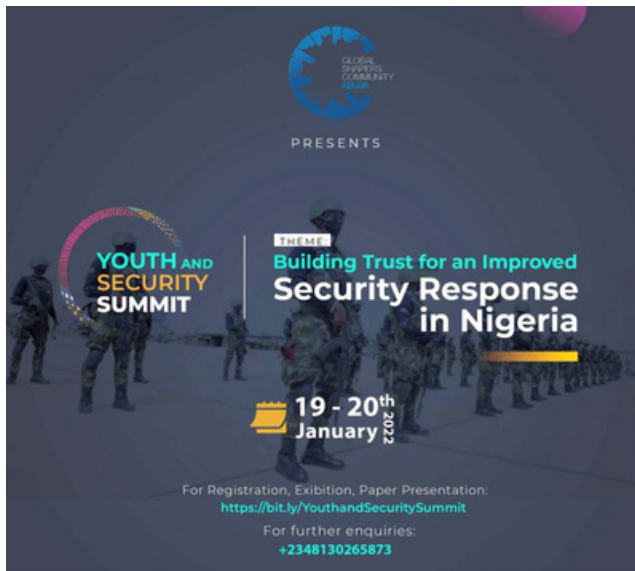 GLOBAL
SHAPERS
COMMUNITY
ABUJA
PRESENTS
YOUTH AND
SECURITY
SUMMIT
THEME:
Building Trust for an Improved
Security Response
in Nigeria
19 - 20th
January 2022
For Registration, Exibition, Paper Presentation:
https://bit.ly/YouthandSecuritySummit
For further enquiries:
+2348130265873